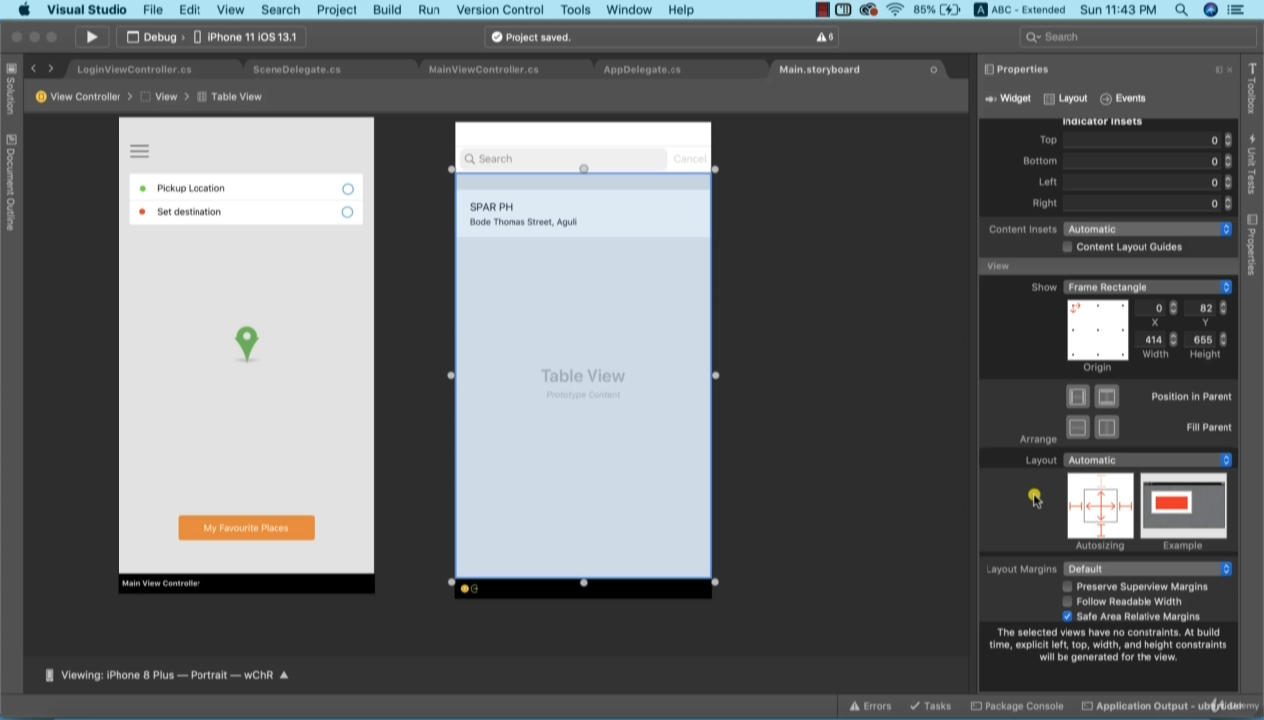 Visual Studio File Edit View Search Project Build Run Version Control Tools Window Help 85% A ABC - Extended Sun 11:43 PM
Debug › iPhone 11 iOS 13.1 Project saved. 6 Search
LoginViewController.cs SceneDelegate.cs MainViewController.cs AppDelegate.cs Main.storyboard Properties
View Controller > View > Table View Widget Layout Events
Solution
Document Outline
Toolbox
Unit Tests
Properties
Pickup Location
Set destination
My Favourite Places
Main View Controller
Search Cancel
SPAR PH
Bode Thomas Street, Aguli
Table View
Prototype Content
Indicator Insets
Top 0
Bottom 0
Left 0
Right 0
Content Insets Automatic
Content Layout Guides
View
Show Frame Rectangle
0 82
X Y
414 655
Width Height
Origin
Position in Parent
Fill Parent
Arrange
Layout Automatic
Autosizing Example
Layout Margins Default
Preserve Superview Margins
Follow Readable Width
Safe Area Relative Margins
The selected views have no constraints. At build
time, explicit left, top, width, and height constraints
will be generated for the view.
Viewing: iPhone 8 Plus — Portrait — wChR
Errors Tasks Package Console Application Output -